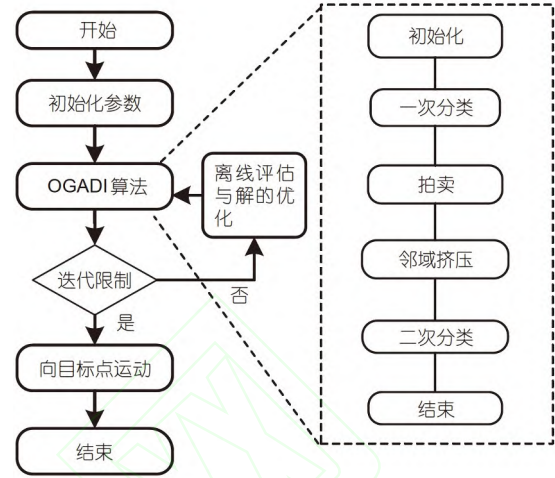 开始
初始化参数
OGADI算法
离线评估
与解的优
化
迭代限制
否
是
向目标点运动
结束
初始化
一次分类
拍卖
邻域挤压
二次分类
结束